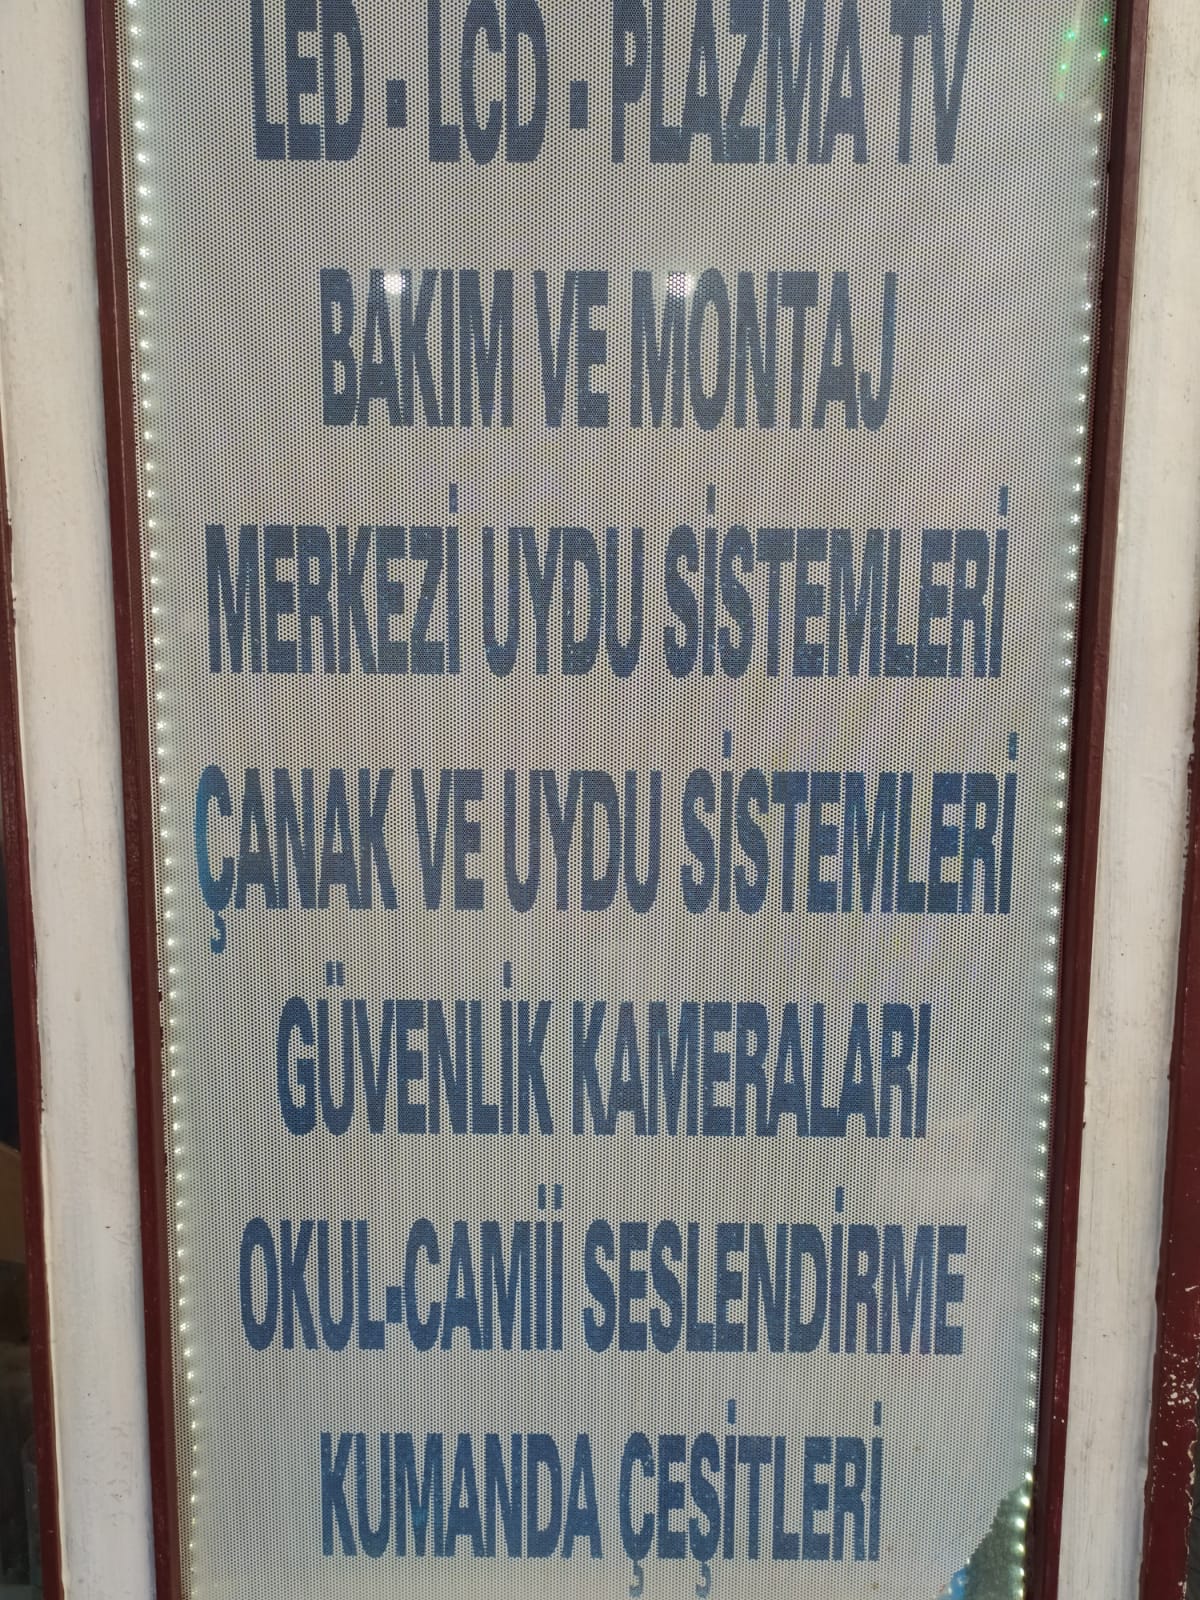 LED - LCD - PLAZMA TV
BAKIM VE MONTAJ
MERKEZİ UYDU SİSTEMLERİ
ÇANAK VE UYDU SİSTEMLERİ
GÜVENLİK KAMERALARI
OKUL-CAMİİ SESLENDİRME
KUMANDA ÇEŞİTLERİ